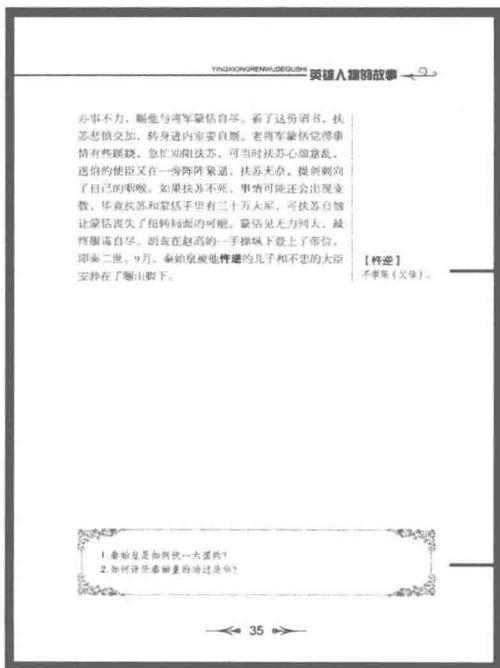 YINGXIONGRENWUDEGUSHI
英雄人物的故事
办事不力，赐他与将军蒙恬自尽。看了这份诏书，扶
苏悲愤交加，转身进内室要自刎。老将军蒙恬觉得事
情有些蹊跷，急忙劝阻扶苏，可当时扶苏心烦意乱，
送信的使臣又在一旁阵阵紧逼，扶苏无奈，提剑刺向
了自己的咽喉。如果扶苏不死，事情可能还会出现变
数，毕竟扶苏和蒙恬手里有三十万大军，可扶苏自刎
让蒙恬丧失了扭转局面的可能。蒙恬见无力回天，最
终服毒自尽。胡亥在赵高的一手操纵下登上了帝位，
即秦二世。9月，秦始皇被他忤逆的儿子和不忠的大臣
安葬在了骊山脚下。
【忤逆】
不孝顺（父母）。
1.秦始皇是如何统一六国的？
2.如何评价秦始皇的功过是非？
35